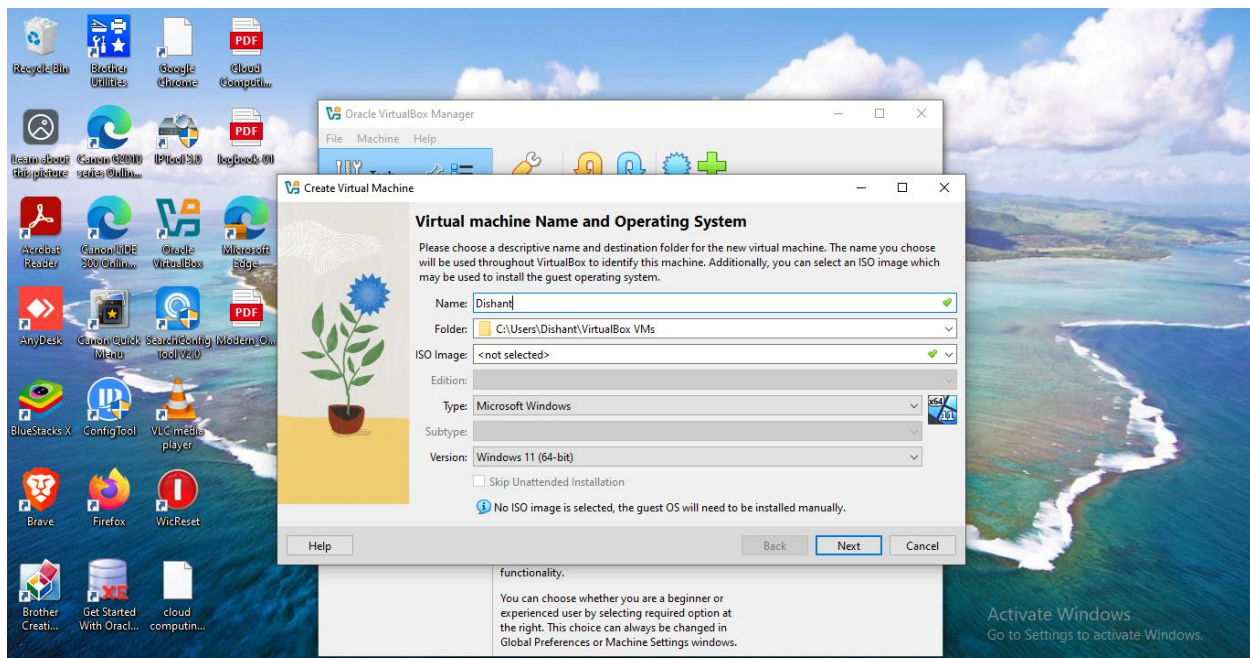 Recycle Bin
Brother Utilities
Google Chrome
Cloud Computi...
PDF
Learn about this picture
Canon G2010 series Onlin...
IPtool 3.0
logbook-01
PDF
Acrobat Reader
Canon LiDE 300 Onlin...
Oracle VirtualBox
Microsoft Edge
AnyDesk
Canon Quick Menu
SearchConfig tool V2.0
Modern_O...
PDF
BlueStacks X
ConfigTool
VLC media player
IP
Brave
Firefox
WicReset
Brother Creati...
Get Started With Oracl...
cloud computin...
XE
Oracle VirtualBox Manager
File Machine Help
Tools
Create Virtual Machine
Virtual machine Name and Operating System
Please choose a descriptive name and destination folder for the new virtual machine. The name you choose
will be used throughout VirtualBox to identify this machine. Additionally, you can select an ISO image which
may be used to install the guest operating system.
Name: Dishant
Folder: C:\Users\Dishant\VirtualBox VMs
ISO Image: <not selected>
Edition:
Type: Microsoft Windows
x64
11
Subtype:
Version: Windows 11 (64-bit)
Skip Unattended Installation
No ISO image is selected, the guest OS will need to be installed manually.
Help Back Next Cancel
functionality.
You can choose whether you are a beginner or
experienced user by selecting required option at
the right. This choice can always be changed in
Global Preferences or Machine Settings windows.
Activate Windows
Go to Settings to activate Windows.